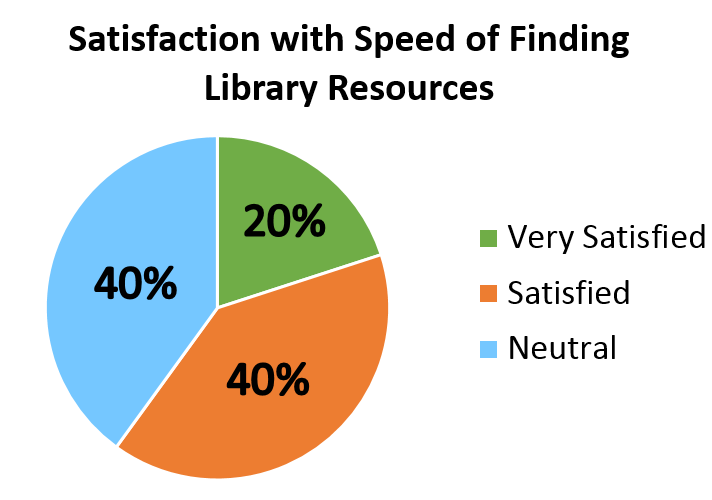 Satisfaction with Speed of Finding
Library Resources
20%
40%
40%
Very Satisfied
Satisfied
Neutral